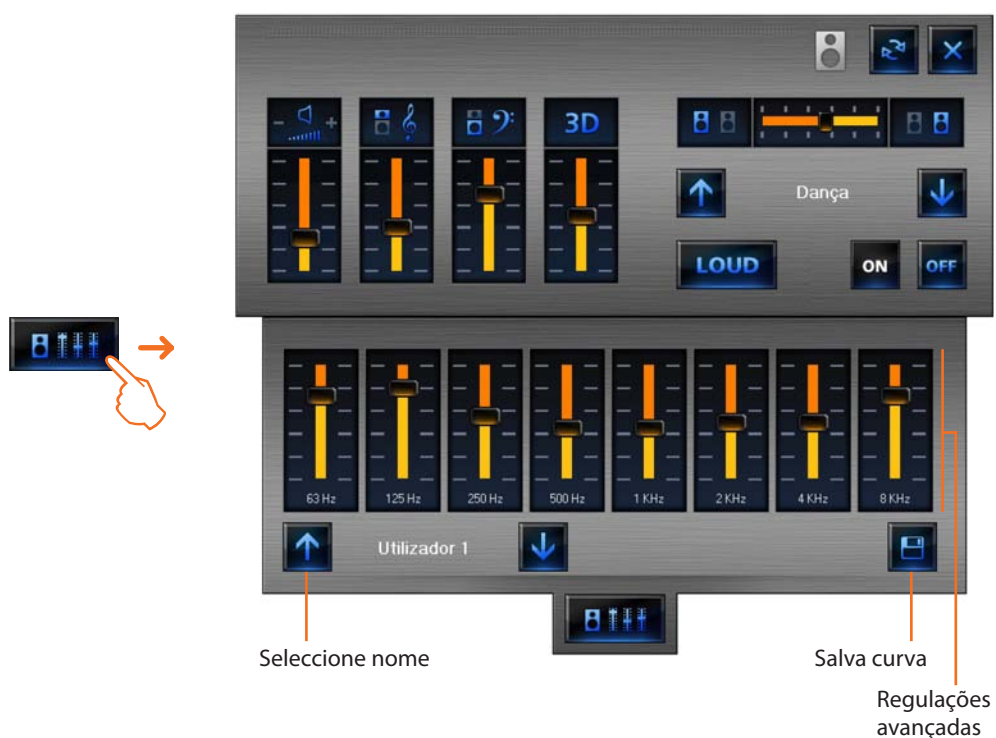 3D
Dança
LOUD
ON
OFF
63 Hz
125 Hz
250 Hz
500 Hz
1 KHz
2 KHz
4 KHz
8 KHz
Utilizador 1
Seleccione nome
Salva curva
Regulações
avançadas